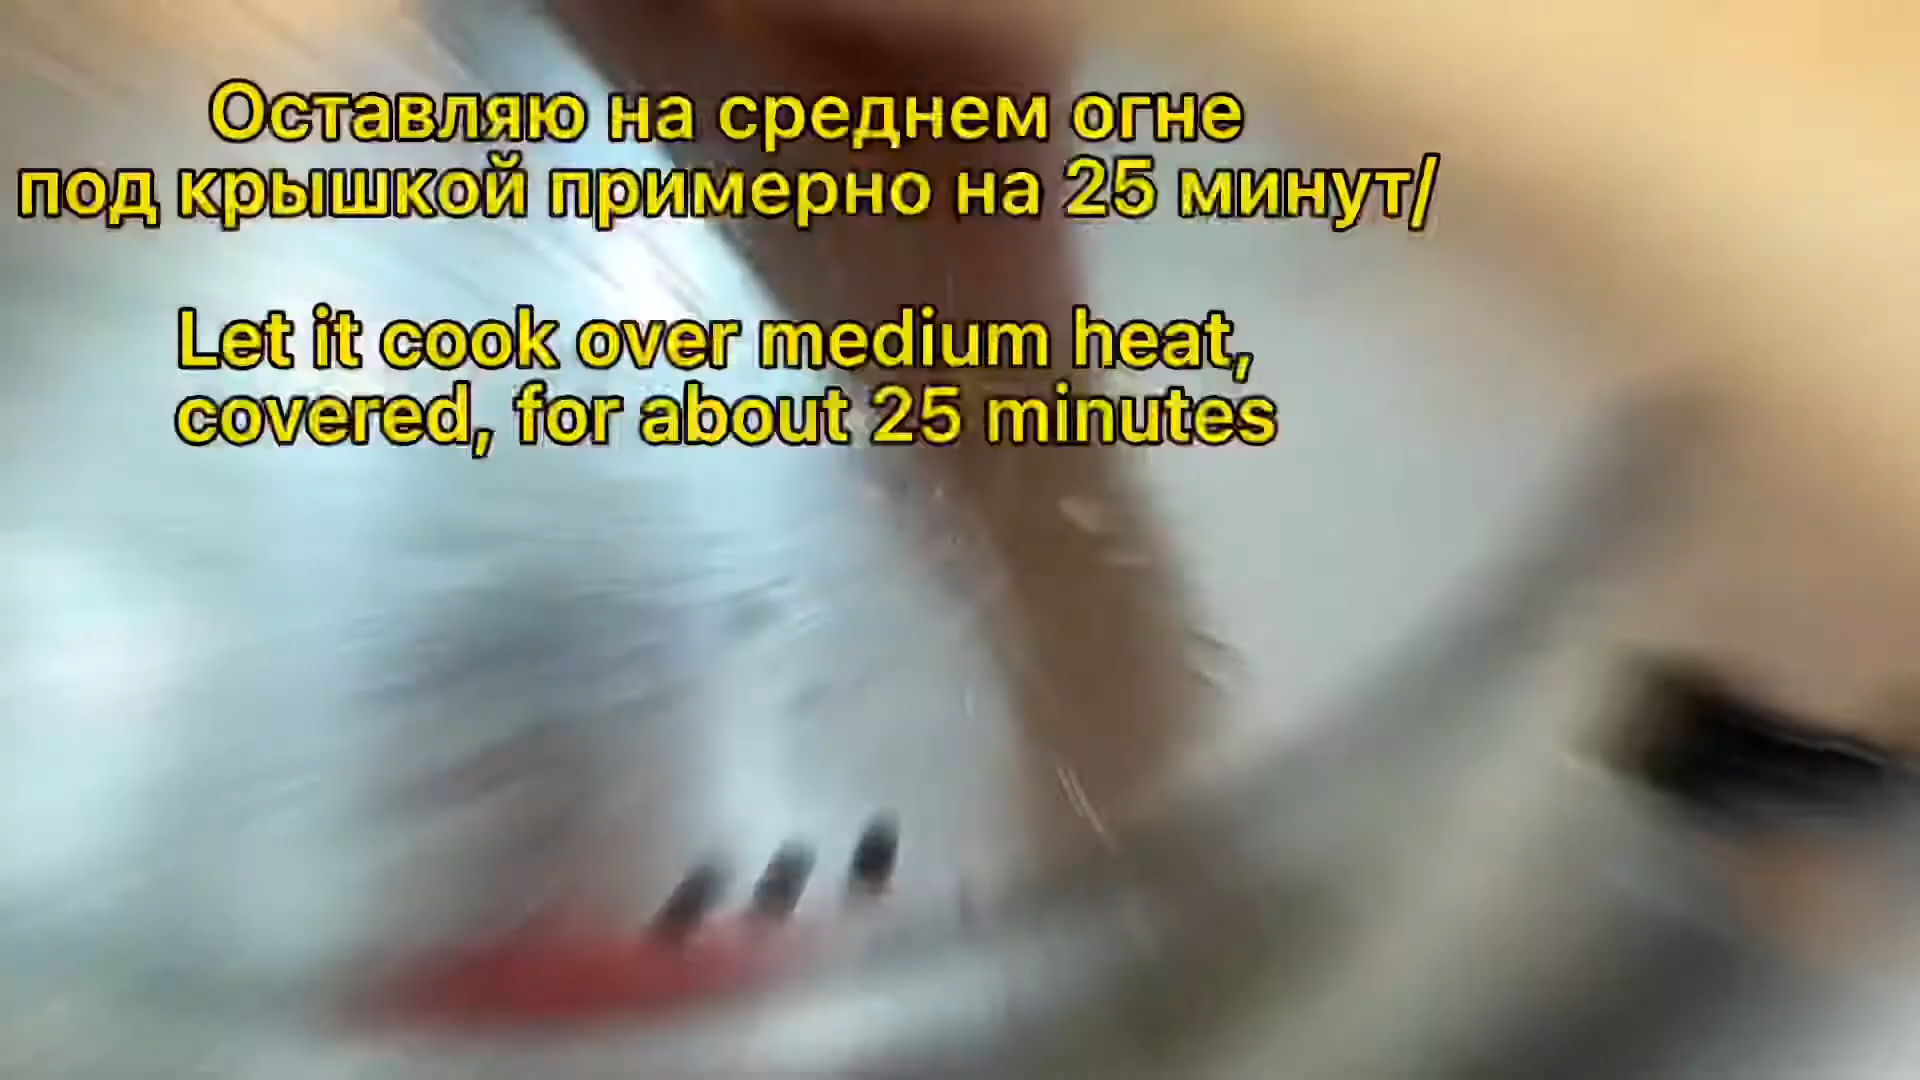 Оставляю на среднем огне
под крышкой примерно на 25 минут/
Let it cook over medium heat,
covered, for about 25 minutes